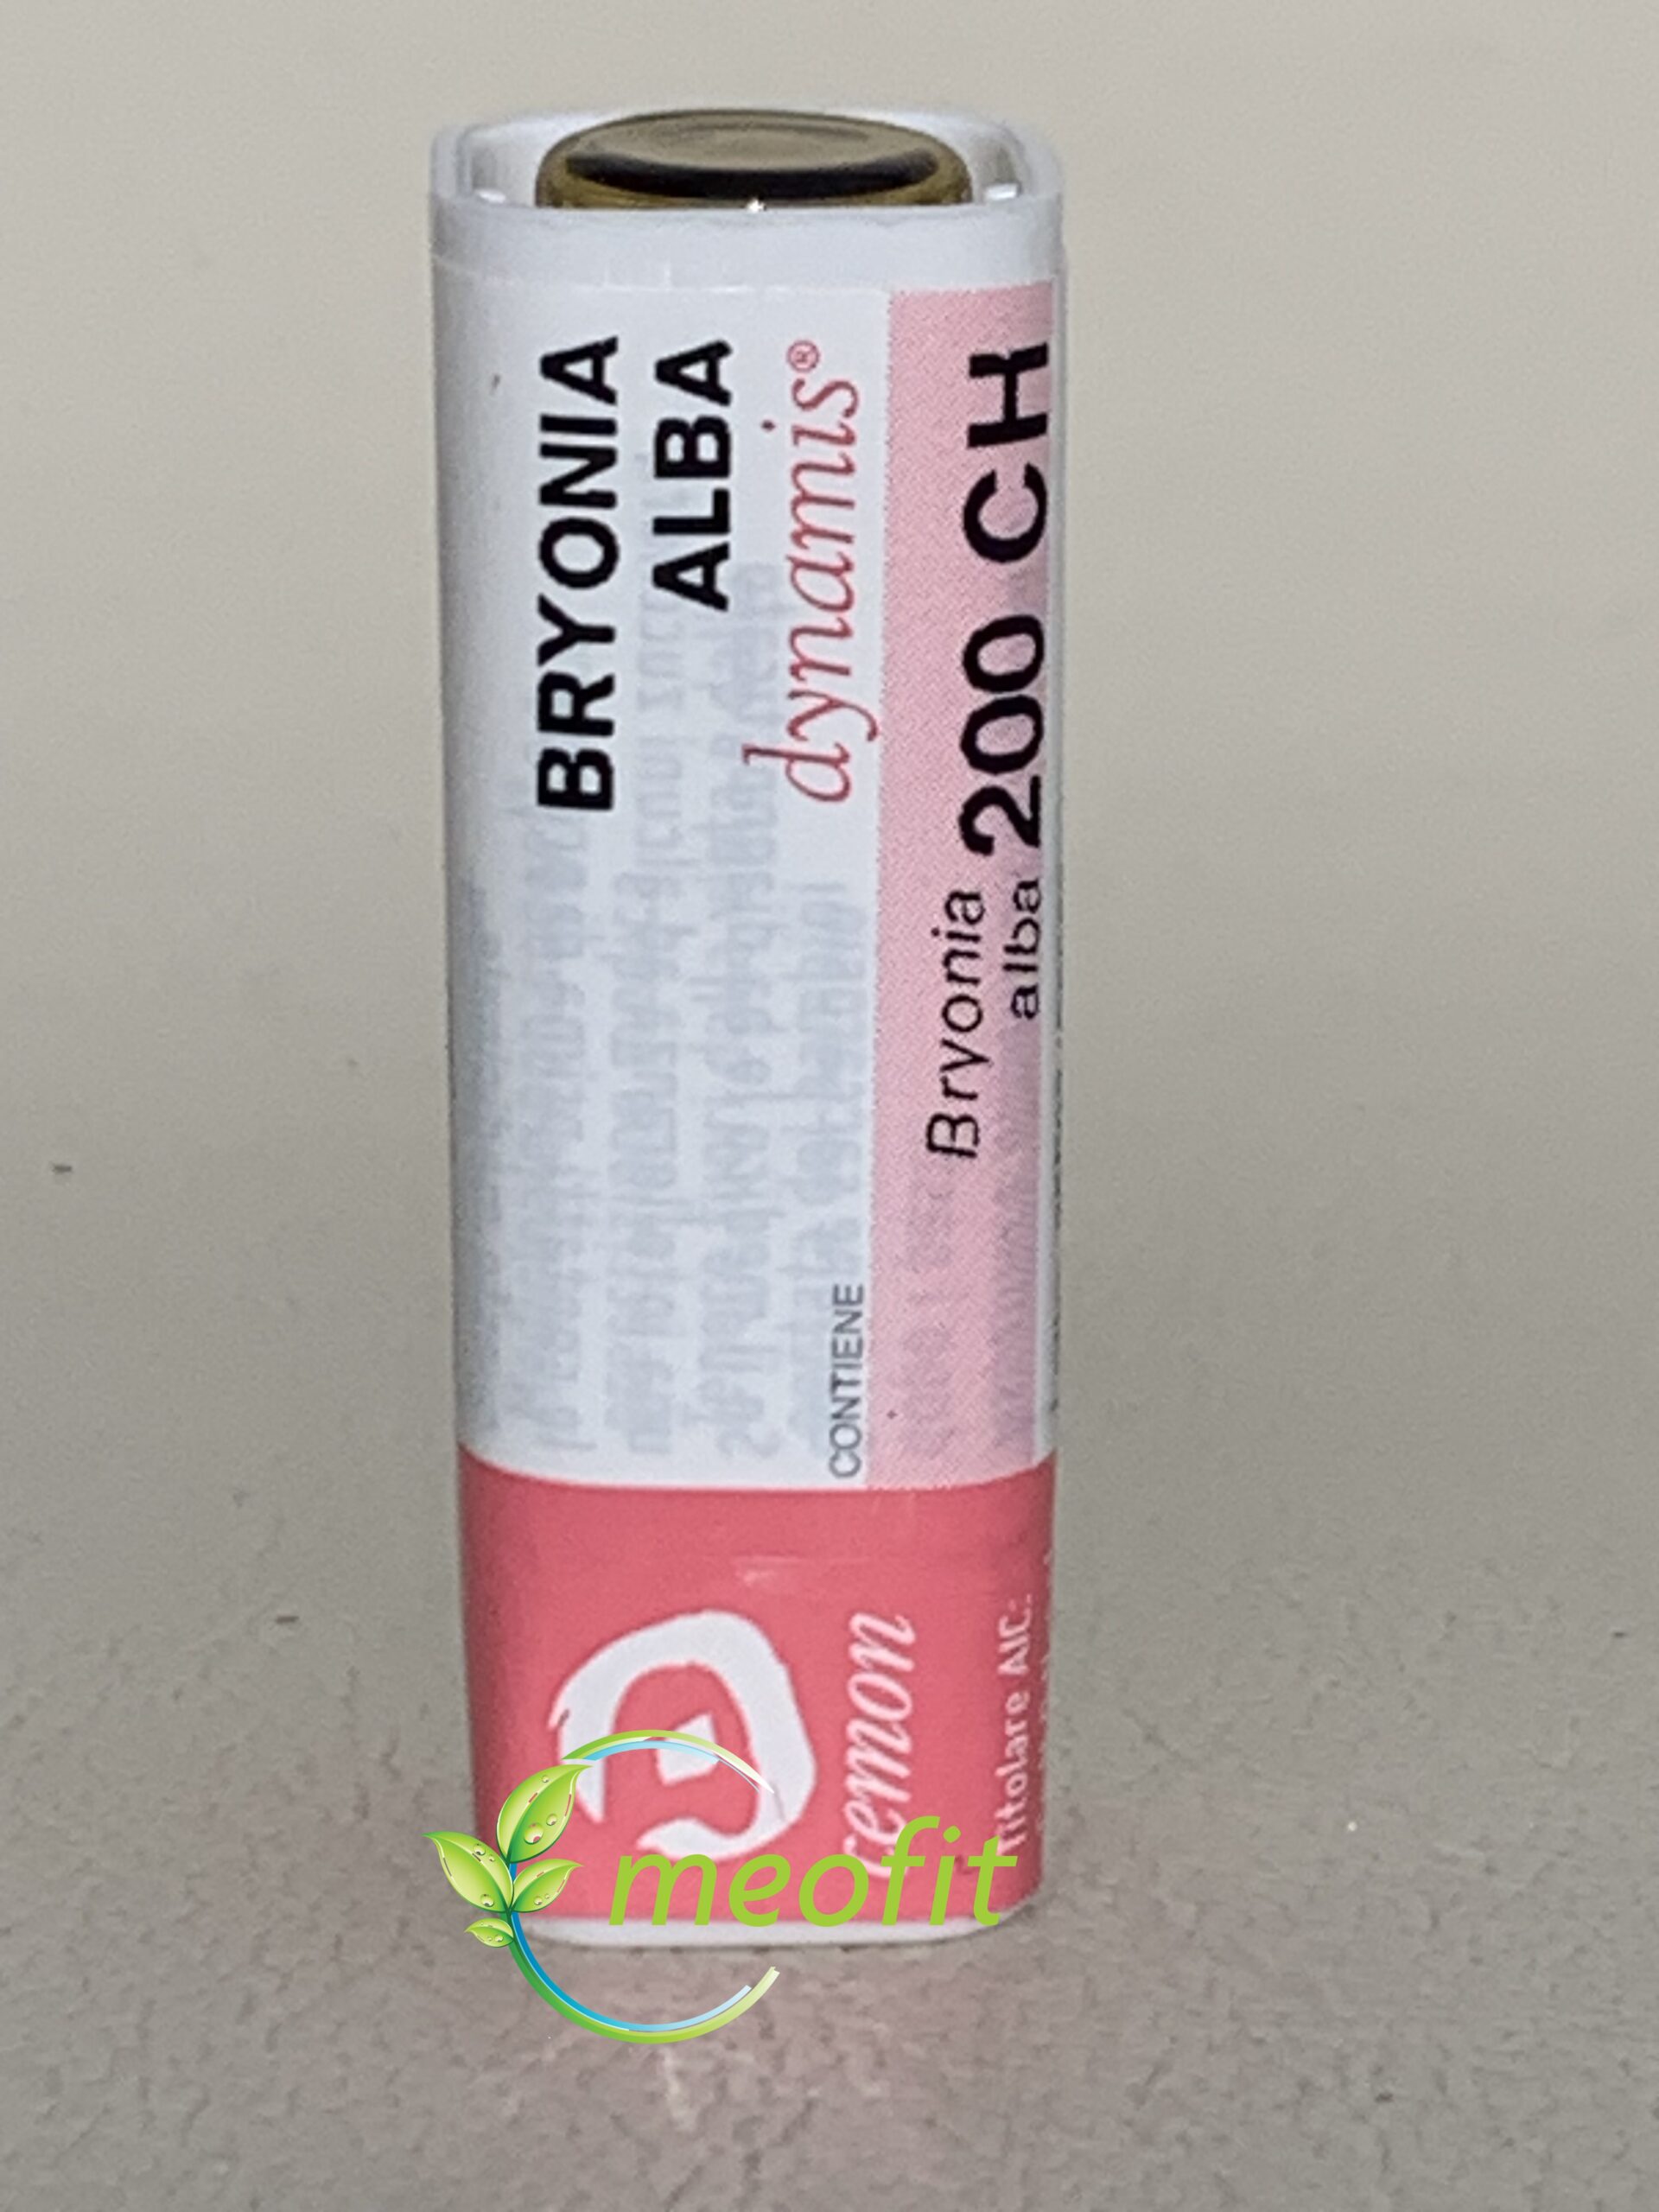 BRYONIA
ALBA
dynamis®
CONTIENE
Bryonia
alba
200 CH
cemon
Titolare AIC:
meofit